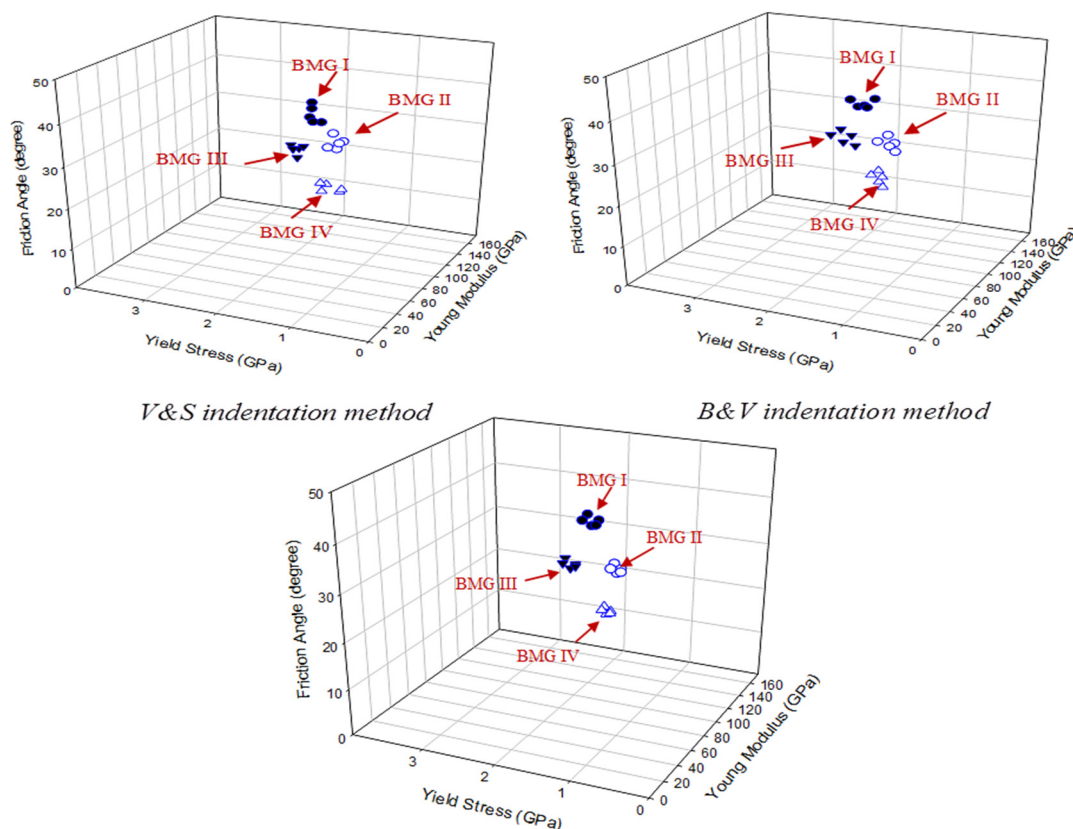 50
40
30
20
10
0
Friction Angle (degree)
3
2
1
0
Yield Stress (GPa)
0
20
40
60
80
100
120
140
160
Young Modulus (GPa)
BMG I
BMG II
BMG III
BMG IV
50
40
30
20
10
0
Friction Angle (degree)
3
2
1
0
Yield Stress (GPa)
0
20
40
60
80
100
120
140
160
Young Modulus (GPa)
BMG I
BMG II
BMG III
BMG IV
V&S indentation method
B&V indentation method
50
40
30
20
10
0
Friction Angle (degree)
3
2
1
0
Yield Stress (GPa)
0
20
40
60
80
100
120
140
160
Young Modulus (GPa)
BMG I
BMG II
BMG III
BMG IV